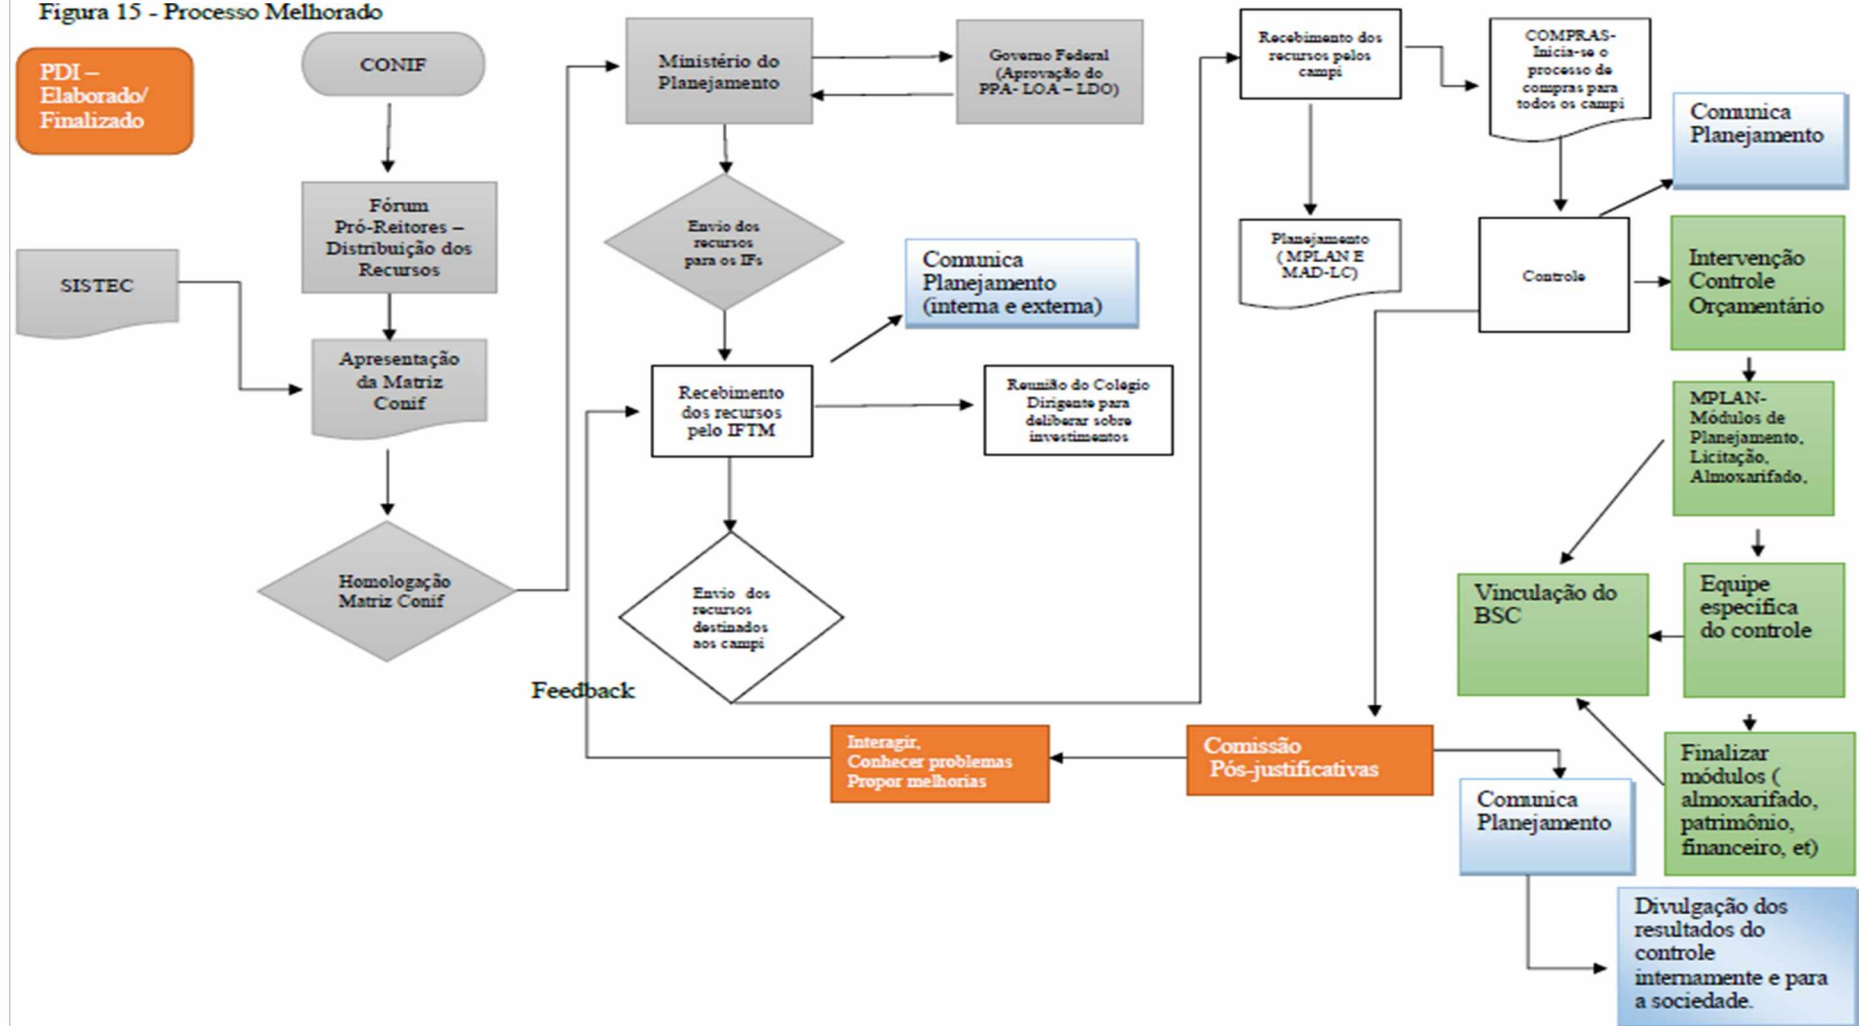 Figura 15 - Processo Melhorado
PDI –
Elaborado/
Finalizado
CONIF
Fórum
Pró-Reitores –
Distribuição dos
Recursos
SISTEC
Apresentação
da Matriz
Conif
Homologação
Matriz Conif
Ministério do
Planejamento
Governo Federal
(Aprovação do
PPA- LOA – LDO)
Envio dos
recursos
para os IFs
Comunica
Planejamento
(interna e externa)
Recebimento
dos recursos
pelo IFTM
Reunião do Colegio
Dirigente para
deliberar sobre
investimentos
Envio dos
recursos
destinados
aos campi
Feedback
Recebimento dos
recursos pelos
campi
COMPRAS-
Inicia-se o
processo de
compras para
todos os campi
Comunica
Planejamento
Planejamento
( MPLAN E
MAD-LC)
Controle
Intervenção
Controle
Orçamentário
MPLAN-
Módulos de
Planejamento,
Licitação,
Almoxarifado,
Vinculação do
BSC
Equipe
específica
do controle
Interagir,
Conhecer problemas
Propor melhorias
Comissão
Pós-justificativas
Comunica
Planejamento
Finalizar
módulos (
almoxarifado,
patrimônio,
financeiro, et)
Divulgação dos
resultados do
controle
internamente e para
a sociedade.